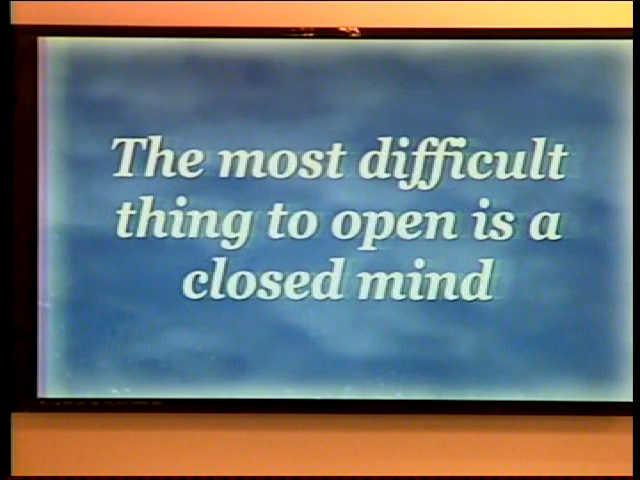 The most difficult
thing to open is a
closed mind